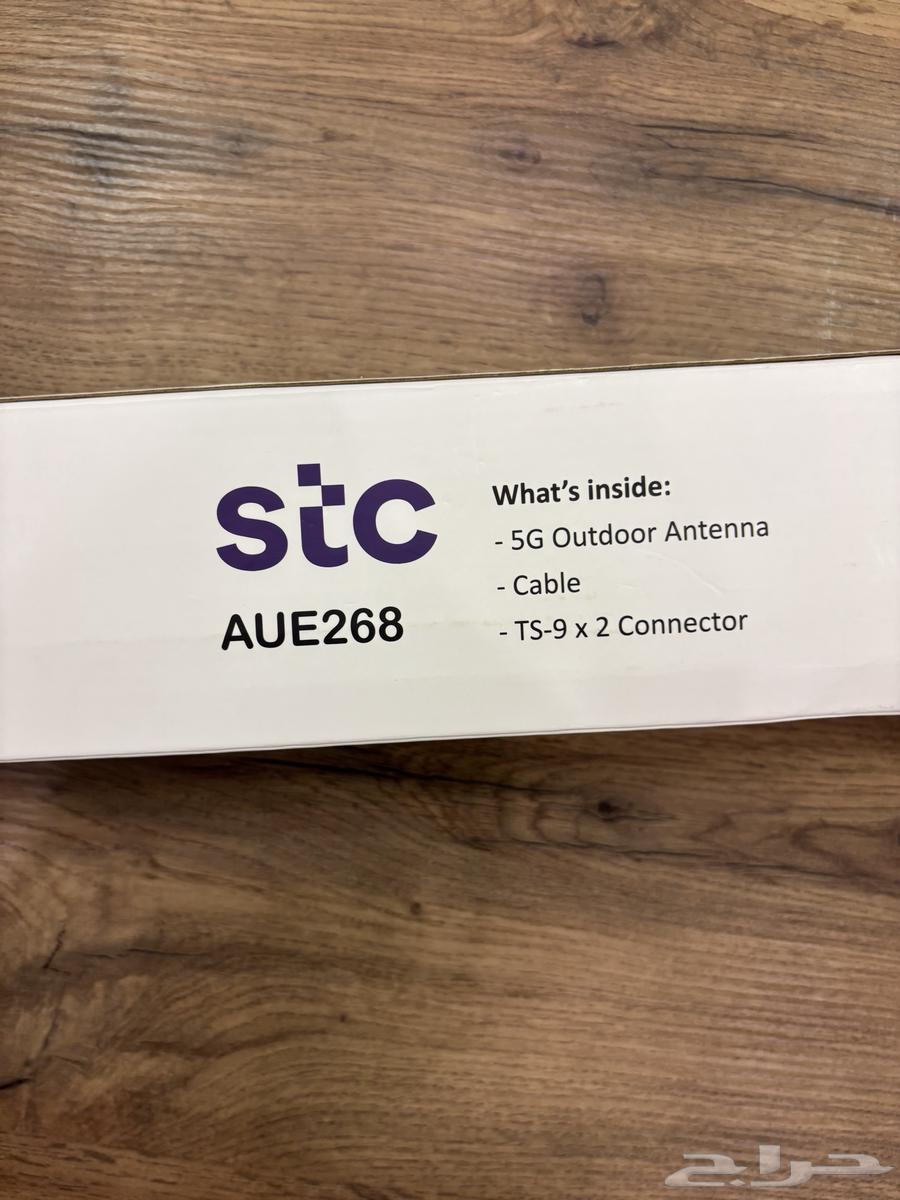 stc
AUE268
What's inside:
- 5G Outdoor Antenna
- Cable
- TS-9 x 2 Connector
حراج